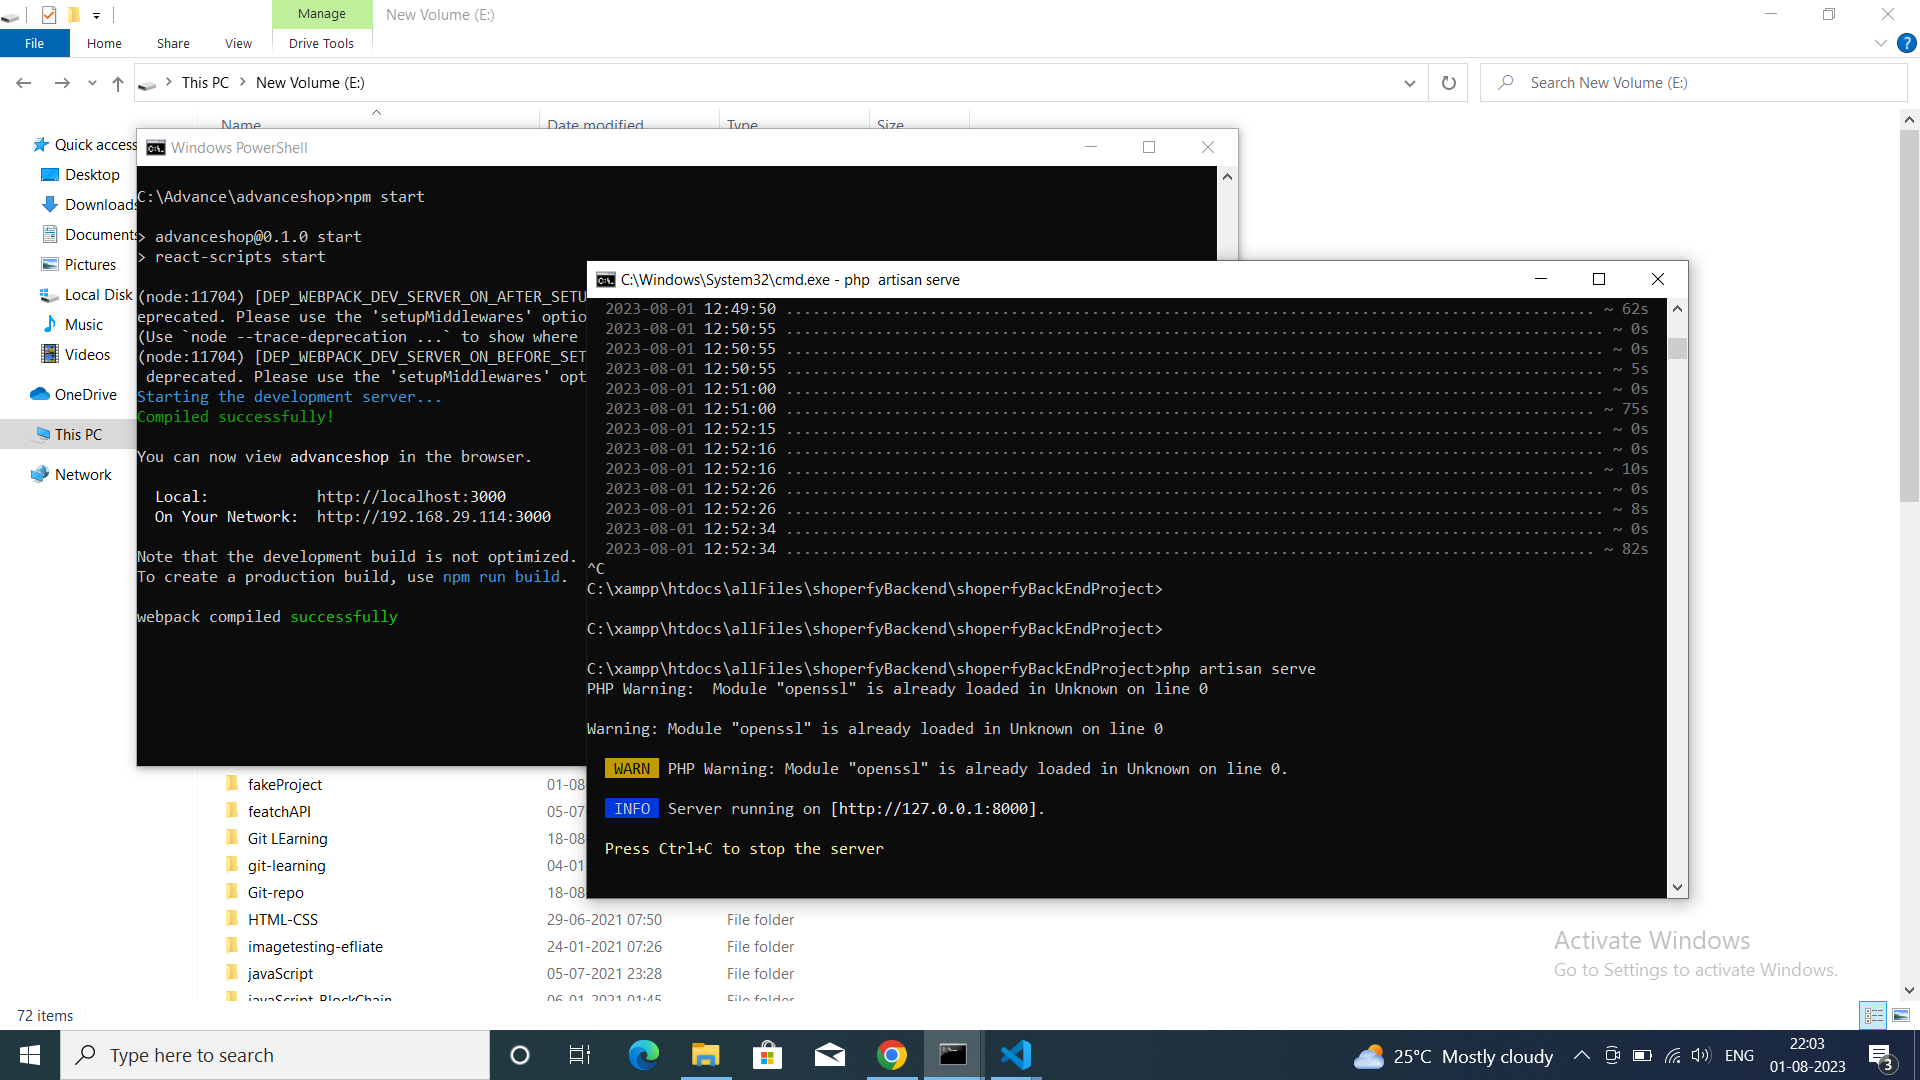 Manage
New Volume (E:)
File
Home
Share
View
Drive Tools
This PC
New Volume (E:)
Search New Volume (E:)
Name
Date modified
Type
Size
Quick access
Desktop
Downloads
Documents
Pictures
Local Disk
Music
Videos
OneDrive
This PC
Network
Windows PowerShell
C:\Advance\advanceshop>npm start
> advanceshop@0.1.0 start
> react-scripts start
(node:11704) [DEP_WEBPACK_DEV_SERVER_ON_AFTER_SETU
eprecated. Please use the 'setupMiddlewares' optio
(Use `node --trace-deprecation ...` to show where
(node:11704) [DEP_WEBPACK_DEV_SERVER_ON_BEFORE_SET
deprecated. Please use the 'setupMiddlewares' opt
Starting the development server...
Compiled successfully!
You can now view advanceshop in the browser.
Local: http://localhost:3000
On Your Network: http://192.168.29.114:3000
Note that the development build is not optimized.
To create a production build, use npm run build.
webpack compiled successfully
C:\Windows\System32\cmd.exe - php  artisan serve
2023-08-01 12:49:50 .......... ~ 62s
2023-08-01 12:50:55 .......... ~ 0s
2023-08-01 12:50:55 .......... ~ 0s
2023-08-01 12:50:55 .......... ~ 5s
2023-08-01 12:51:00 .......... ~ 0s
2023-08-01 12:51:00 .......... ~ 75s
2023-08-01 12:52:15 .......... ~ 0s
2023-08-01 12:52:16 .......... ~ 0s
2023-08-01 12:52:16 .......... ~ 10s
2023-08-01 12:52:26 .......... ~ 0s
2023-08-01 12:52:26 .......... ~ 8s
2023-08-01 12:52:34 .......... ~ 0s
2023-08-01 12:52:34 .......... ~ 82s
^C
C:\xampp\htdocs\allFiles\shoperfyBackend\shoperfyBackEndProject>
C:\xampp\htdocs\allFiles\shoperfyBackend\shoperfyBackEndProject>
C:\xampp\htdocs\allFiles\shoperfyBackend\shoperfyBackEndProject>php artisan serve
PHP Warning:  Module "openssl" is already loaded in Unknown on line 0
Warning: Module "openssl" is already loaded in Unknown on line 0
WARN PHP Warning: Module "openssl" is already loaded in Unknown on line 0.
INFO Server running on [http://127.0.0.1:8000].
Press Ctrl+C to stop the server
fakeProject 01-08
featchAPI 05-07
Git LEarning 18-08
git-learning 04-01
Git-repo 18-08
HTML-CSS 29-06-2021 07:50 File folder
imagetesting-efliate 24-01-2021 07:26 File folder
javaScript 05-07-2021 23:28 File folder
javaScript-BlockChain 06-01-2021 01:45 File folder
Activate Windows
Go to Settings to activate Windows.
72 items
Type here to search
25°C Mostly cloudy
ENG
22:03
01-08-2023
3